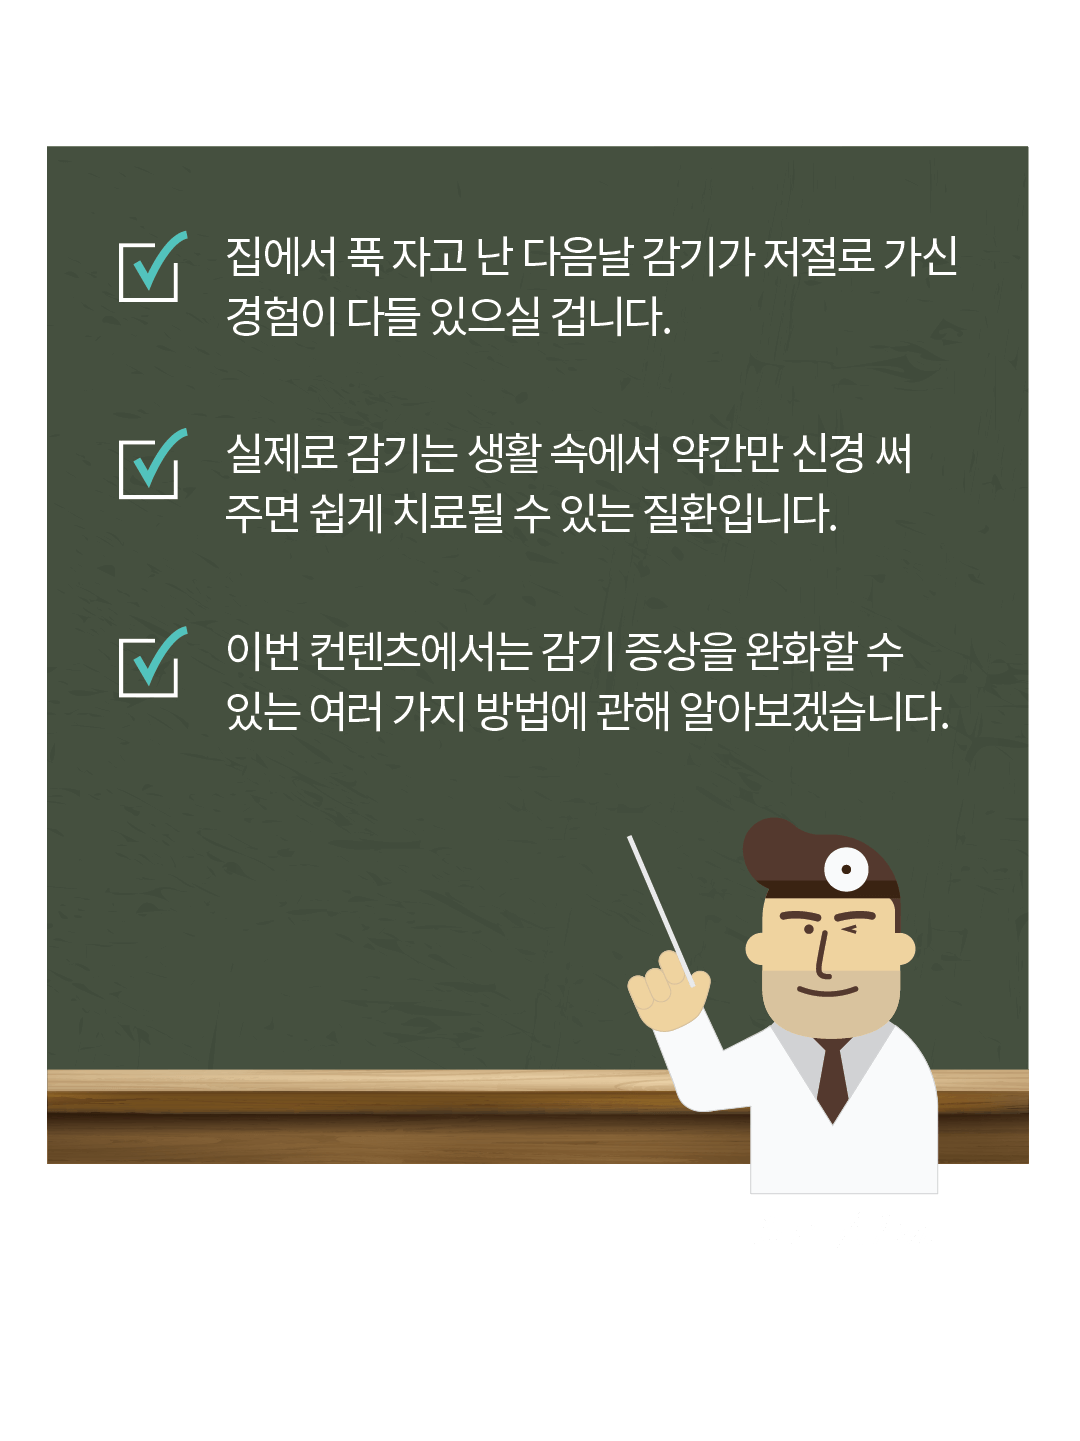 집에서 푹 자고 난 다음날 감기가 저절로 가신
경험이 다들 있으실 겁니다.
실제로 감기는 생활 속에서 약간만 신경 써
주면 쉽게 치료될 수 있는 질환입니다.
이번 컨텐츠에서는 감기 증상을 완화할 수
있는 여러 가지 방법에 관해 알아보겠습니다.